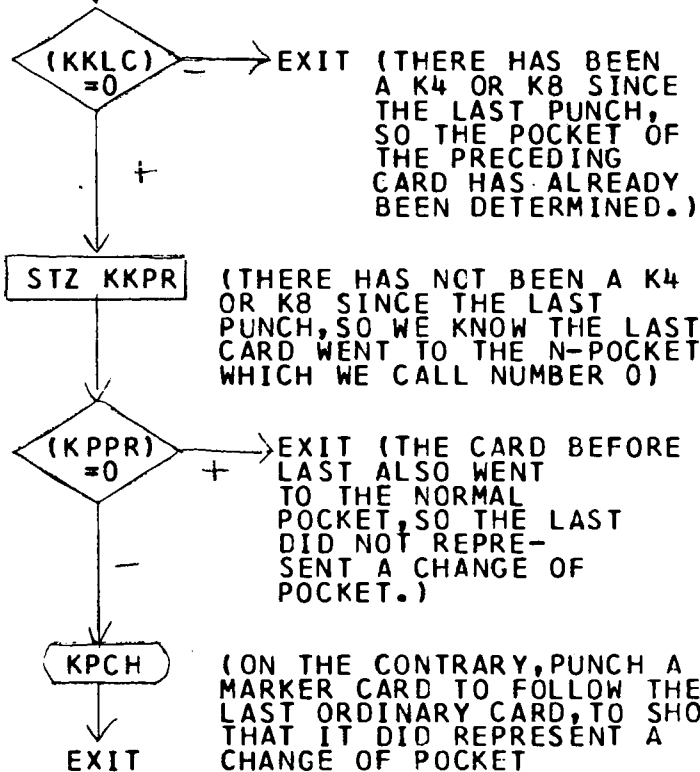 (KKLC)
=0
−
EXIT (THERE HAS BEEN
A K4 OR K8 SINCE
THE LAST PUNCH,
SO THE POCKET OF
THE PRECEDING
CARD HAS ALREADY
BEEN DETERMINED.)
+
STZ KKPR
(THERE HAS NOT BEEN A K4
OR K8 SINCE THE LAST
PUNCH,SO WE KNOW THE LAST
CARD WENT TO THE N-POCKET
WHICH WE CALL NUMBER 0)
(KPPR)
=0
+
EXIT (THE CARD BEFORE
LAST ALSO WENT
TO THE NORMAL
POCKET,SO THE LAST
DID NOT REPRE-
SENT A CHANGE OF
POCKET.)
−
KPCH
(ON THE CONTRARY,PUNCH A
MARKER CARD TO FOLLOW THE
LAST ORDINARY CARD,TO SHO
THAT IT DID REPRESENT A
CHANGE OF POCKET
EXIT